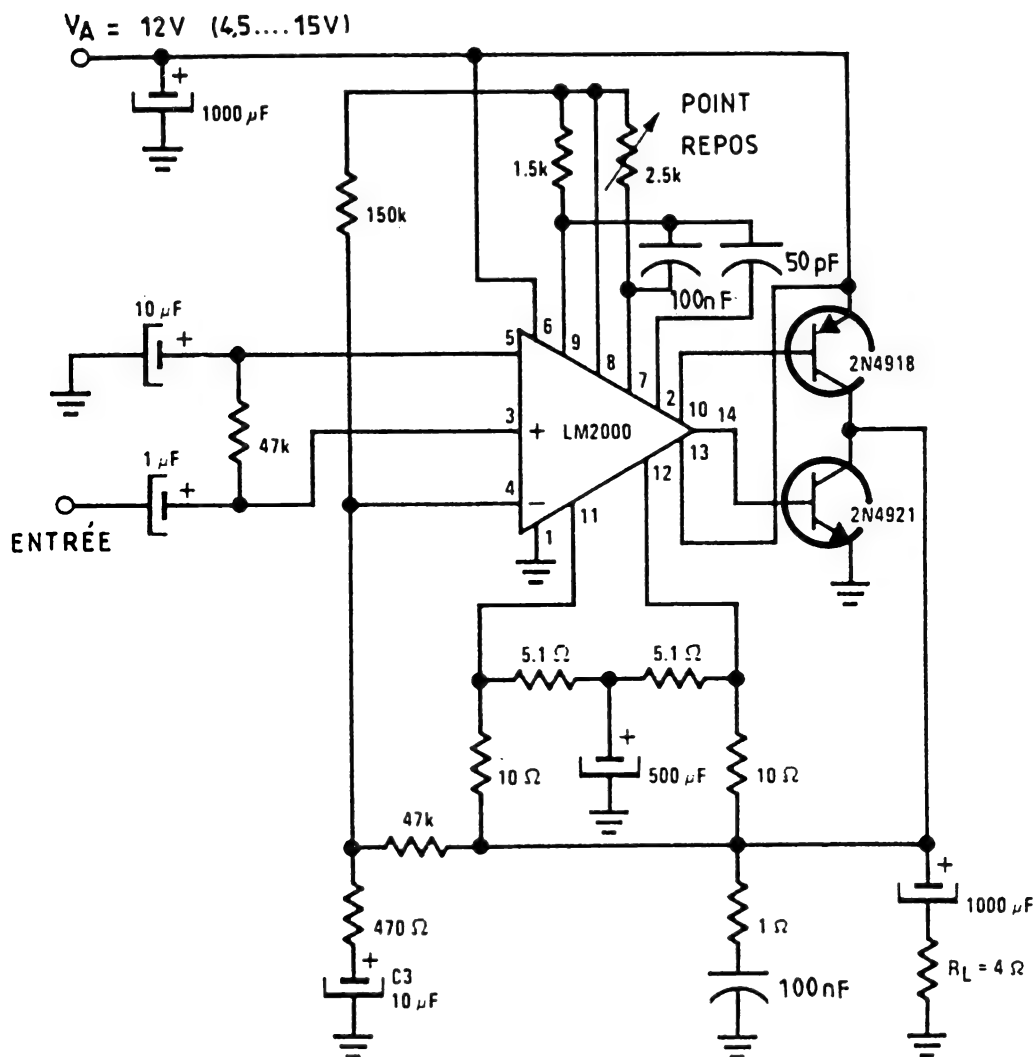 VA = 12V (4,5....15V)
+
1000 µF
POINT
REPOS
1.5k
2.5k
150k
50pF
100nF
10 µF
+
5
6
9
8
7
2
10
14
2N4918
47k
3
+
LM2000
13
12
1 µF
+
4
−
11
1
2N4921
ENTRÉE
5.1 Ω
5.1 Ω
10 Ω
+
500 µF
10 Ω
47k
+
1000 µF
470 Ω
1 Ω
+
C3
10 µF
100nF
RL = 4 Ω